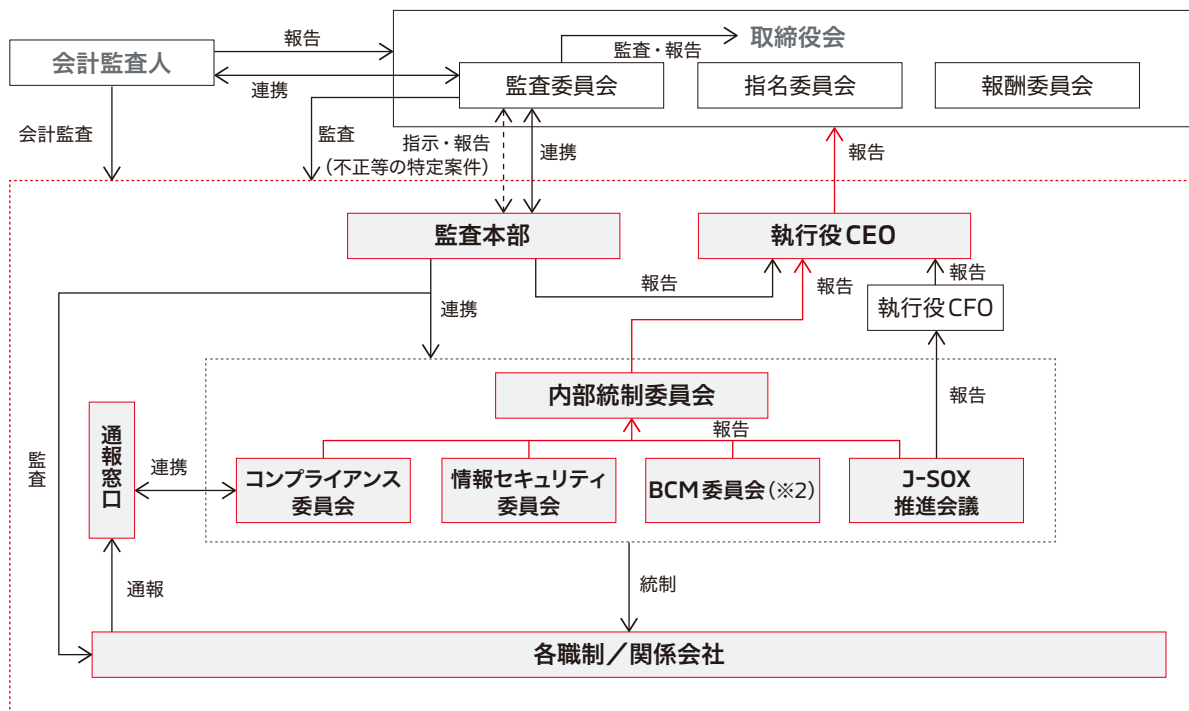 報告
取締役会
会計監査人
監査・報告
連携
監査委員会
指名委員会
報酬委員会
会計監査
監査
指示・報告
(不正等の特定案件)
連携
報告
監査本部
執行役CEO
報告
報告
報告
連携
執行役CFO
内部統制委員会
報告
通報窓口
監査
連携
報告
コンプライアンス
委員会
情報セキュリティ
委員会
BCM委員会(※2)
J-SOX
推進会議
通報
統制
各職制/関係会社